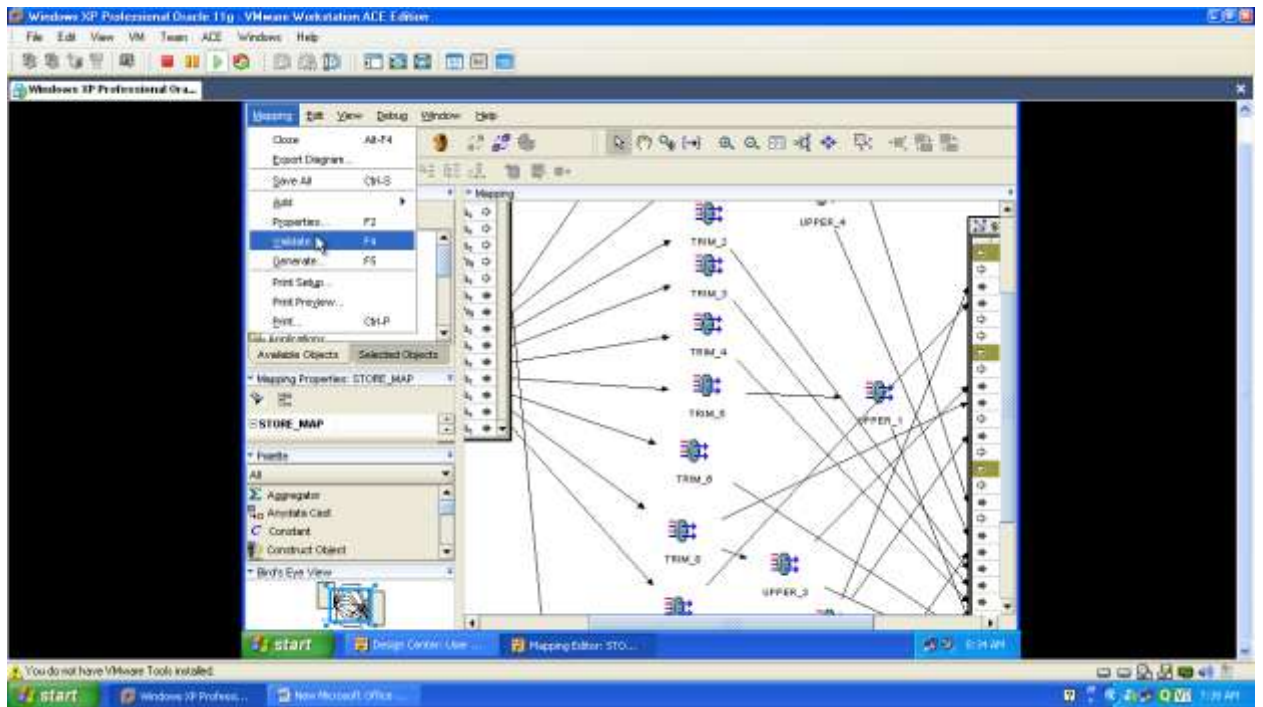 Windows XP Professional Oracle 11g - VMware Workstation ACE Edition
File Edit View VM Team ACE Windows Help
Windows XP Professional Ora...
Mapping Edit View Debug Window Help
Close Alt-F4
Export Diagram...
Save All Ctrl-S
Add
Properties... F2
Validate... F4
Generate... F5
Print Setup...
Print Preview...
Print... Ctrl-P
Applications
Available Objects Selected Objects
Mapping Properties: STORE_MAP
STORE_MAP
Palette
All
Aggregator
Anydata Cast
Constant
Construct Object
Bird's Eye View
Mapping
UPPER_4
TRIM_2
TRIM_3
TRIM_4
TRIM_5
UPPER_1
start Design Center: User ... Mapping Editor: STO...
You do not have VMware Tools installed.
start Windows XP Profess... New Microsoft Office ...